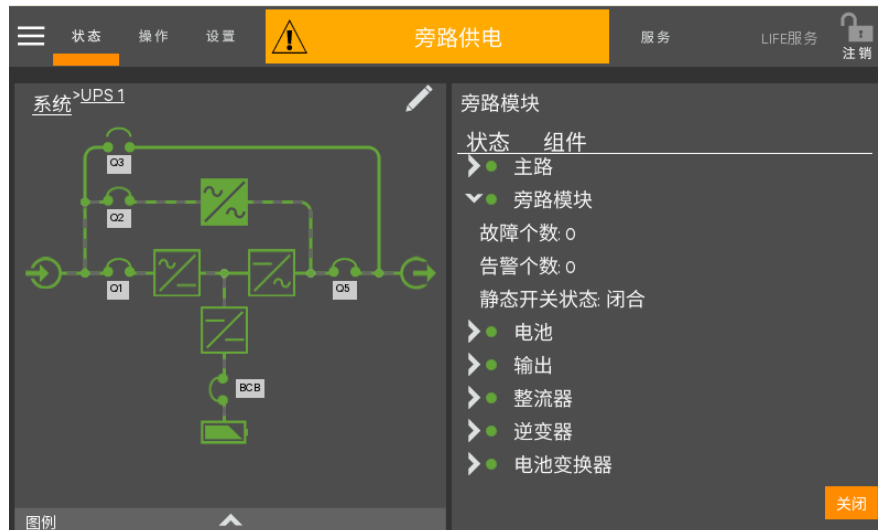 状态 操作 设置 旁路供电 服务 LIFE服务 注销
系统>UPS 1
Q3
Q2
Q1
Q5
BCB
图例
旁路模块
状态 组件
主路
旁路模块
故障个数: 0
告警个数: 0
静态开关状态: 闭合
电池
输出
整流器
逆变器
电池变换器
关闭